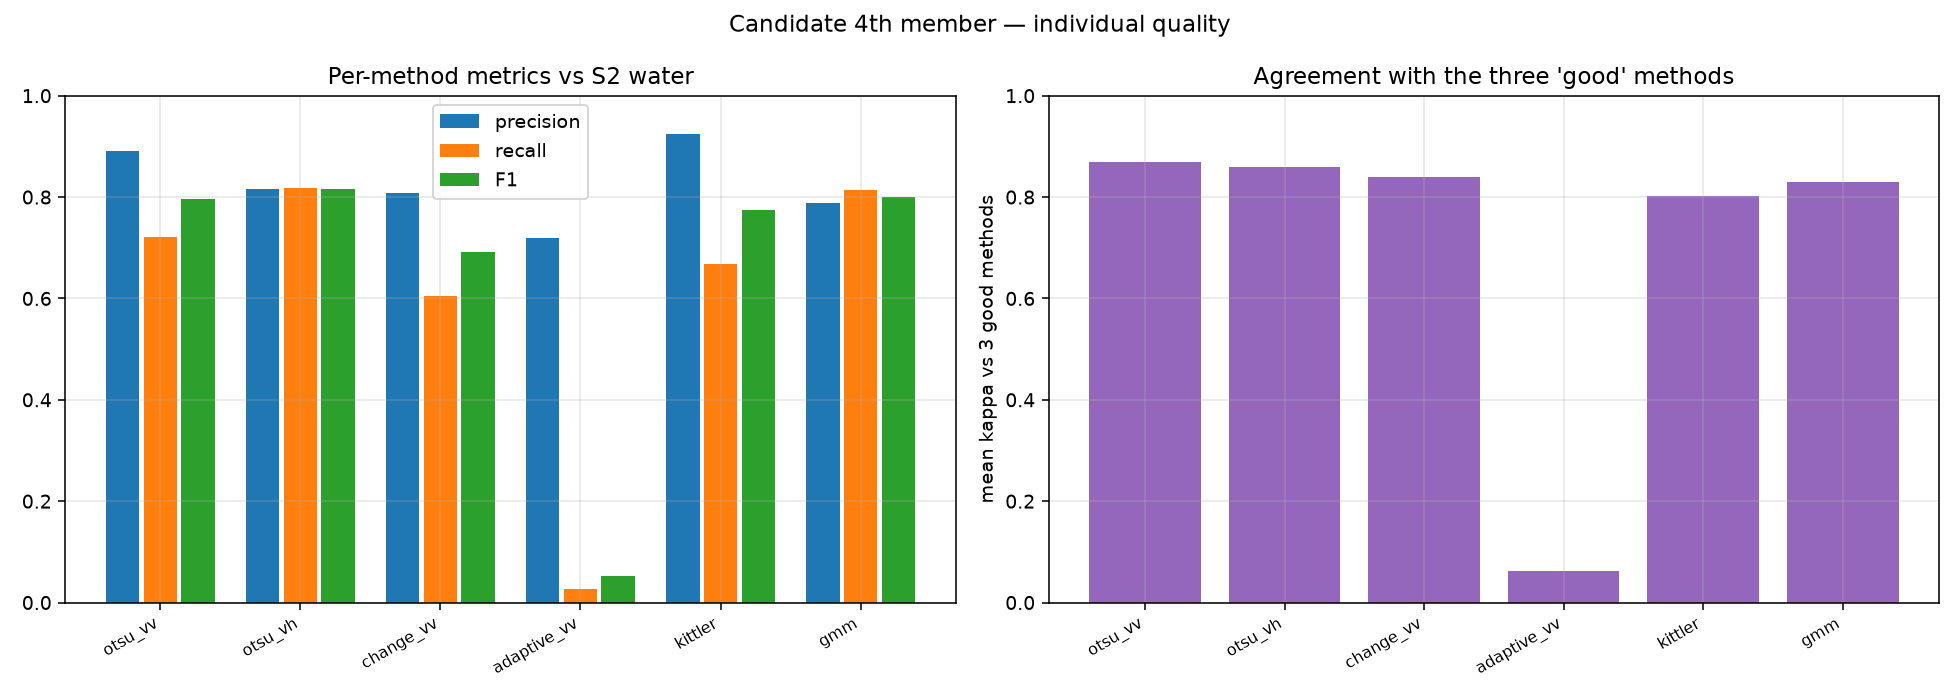 Candidate 4th member — individual quality
Per-method metrics vs S2 water
1.0
0.8
0.6
0.4
0.2
0.0
precision
recall
F1
otsu_vv
otsu_vh
change_vv
adaptive_vv
kittler
gmm
Agreement with the three 'good' methods
mean kappa vs 3 good methods
1.0
0.8
0.6
0.4
0.2
0.0
otsu_vv
otsu_vh
change_vv
adaptive_vv
kittler
gmm